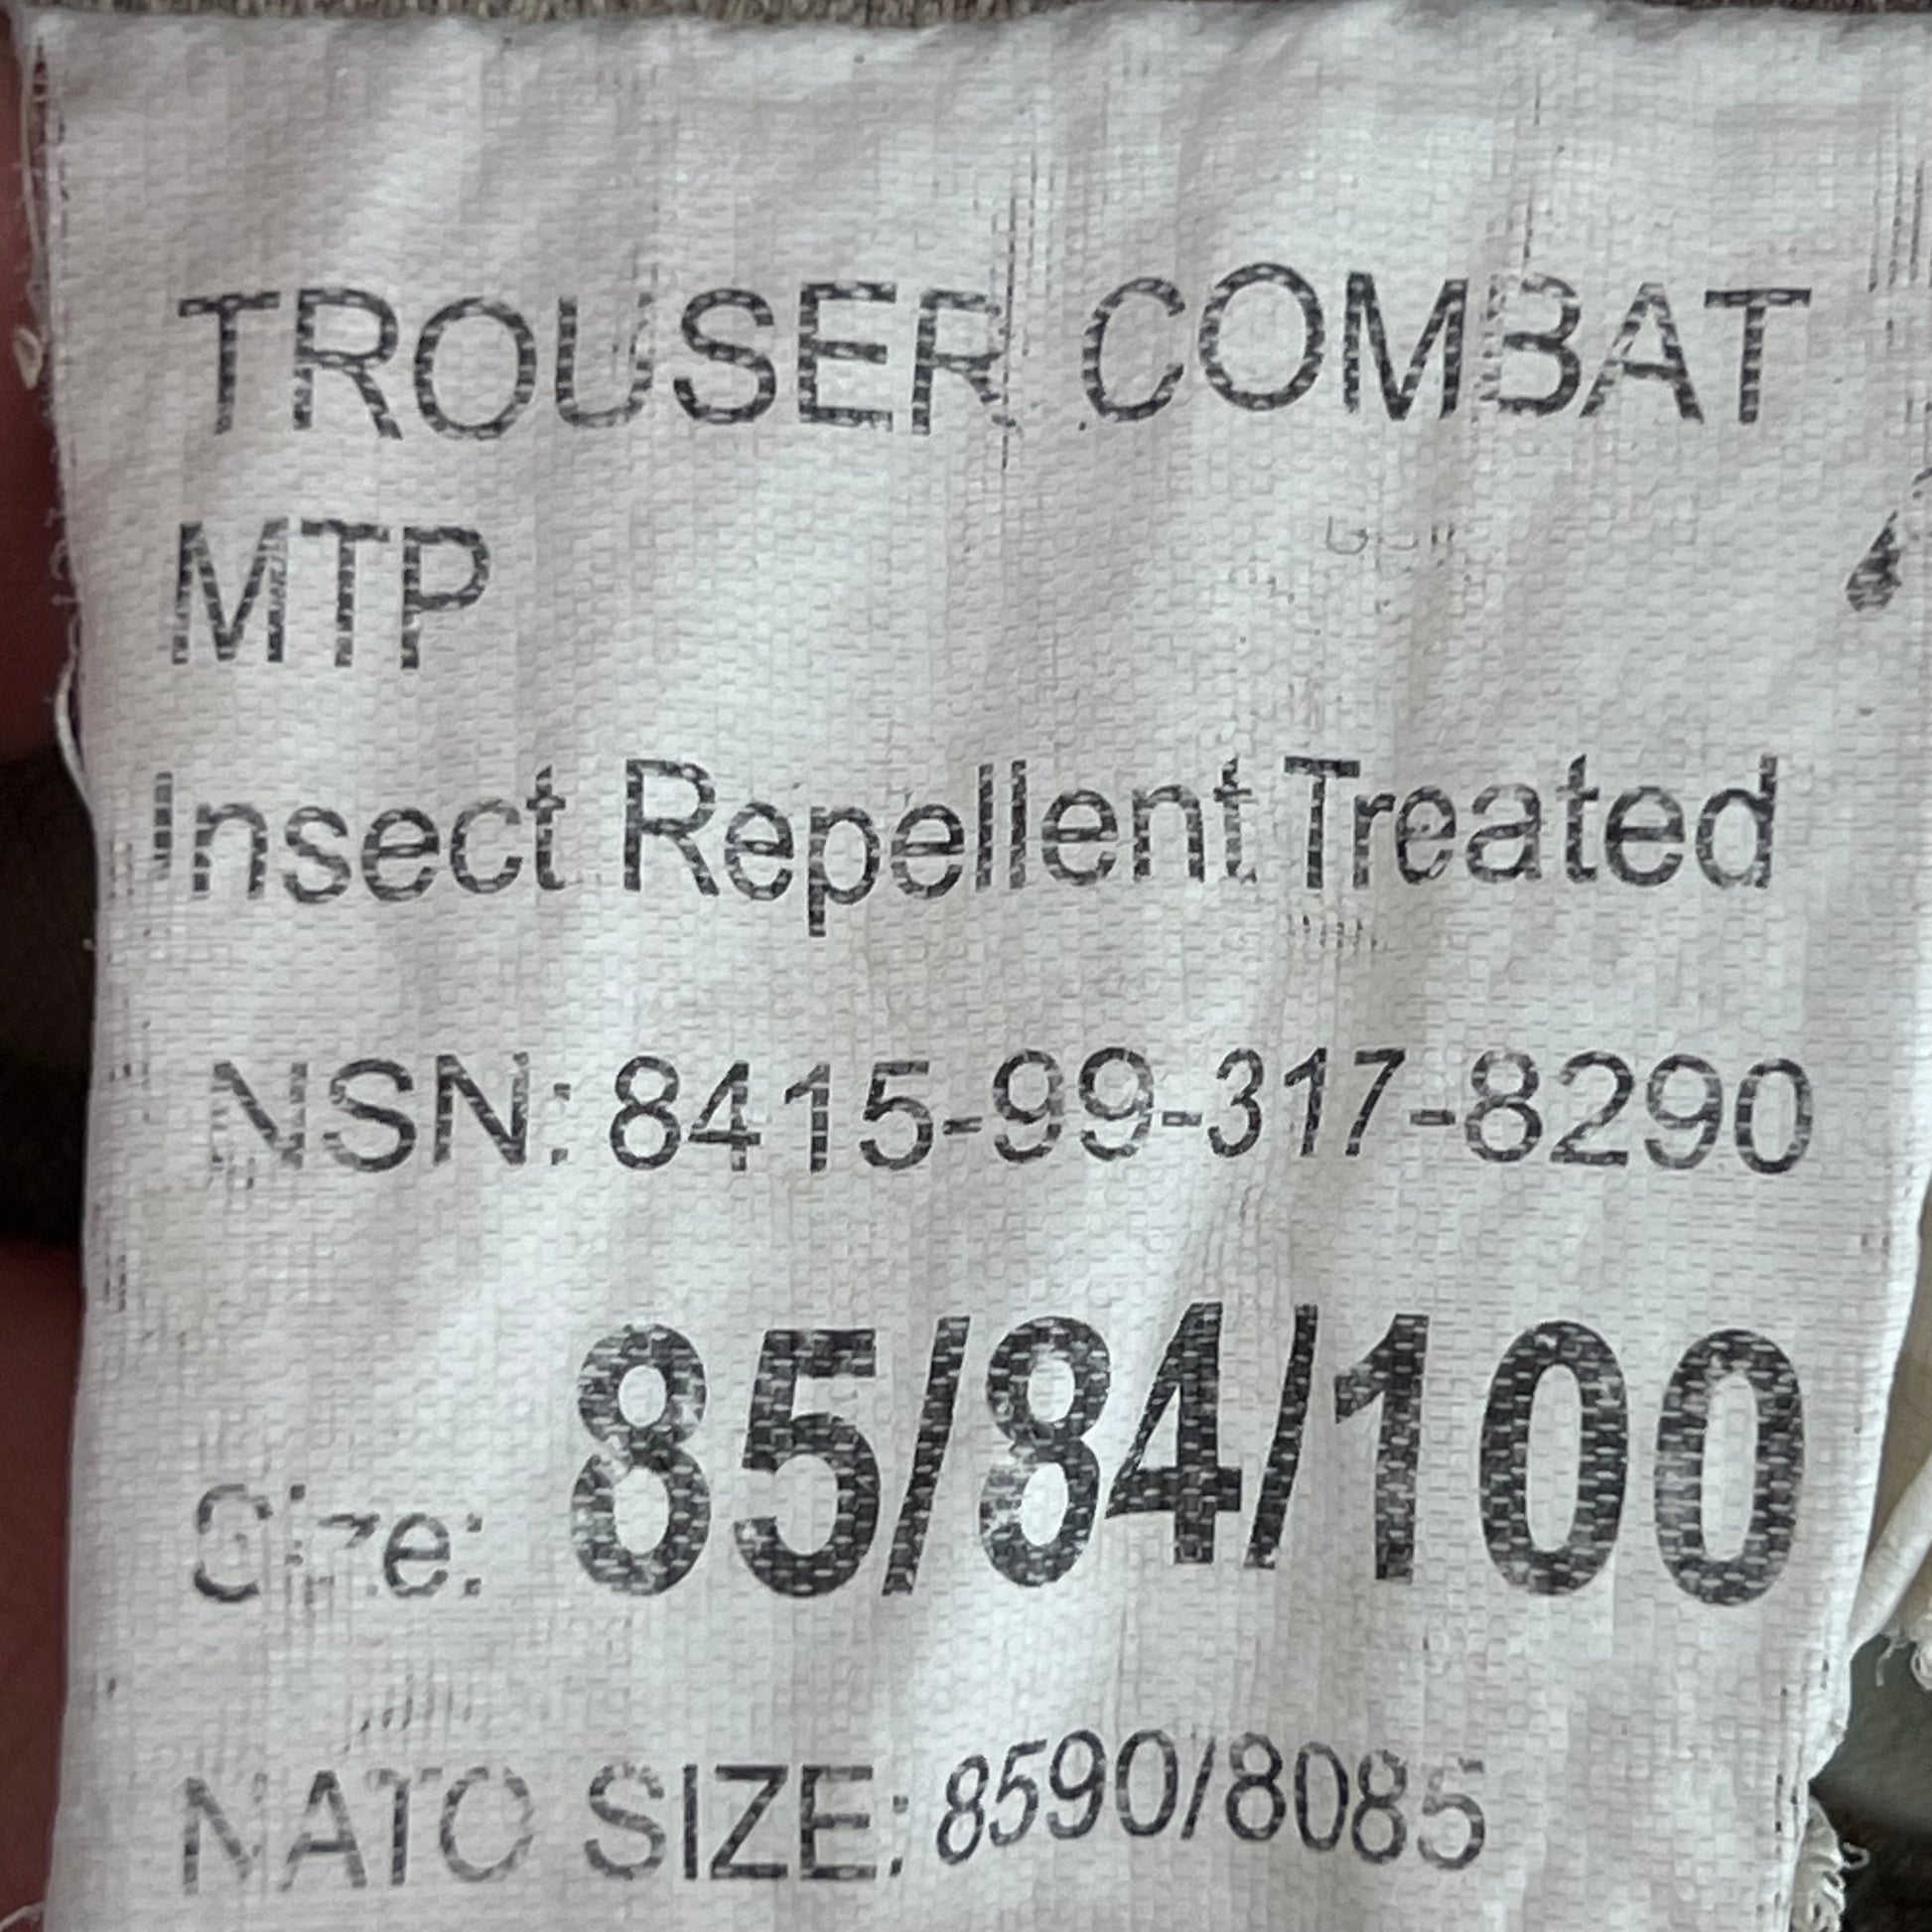 TROUSER COMBAT
MTP
Insect Repellent Treated
NSN: 8415-99-317-8290
Size: 85/84/100
NATO SIZE: 8590/8085